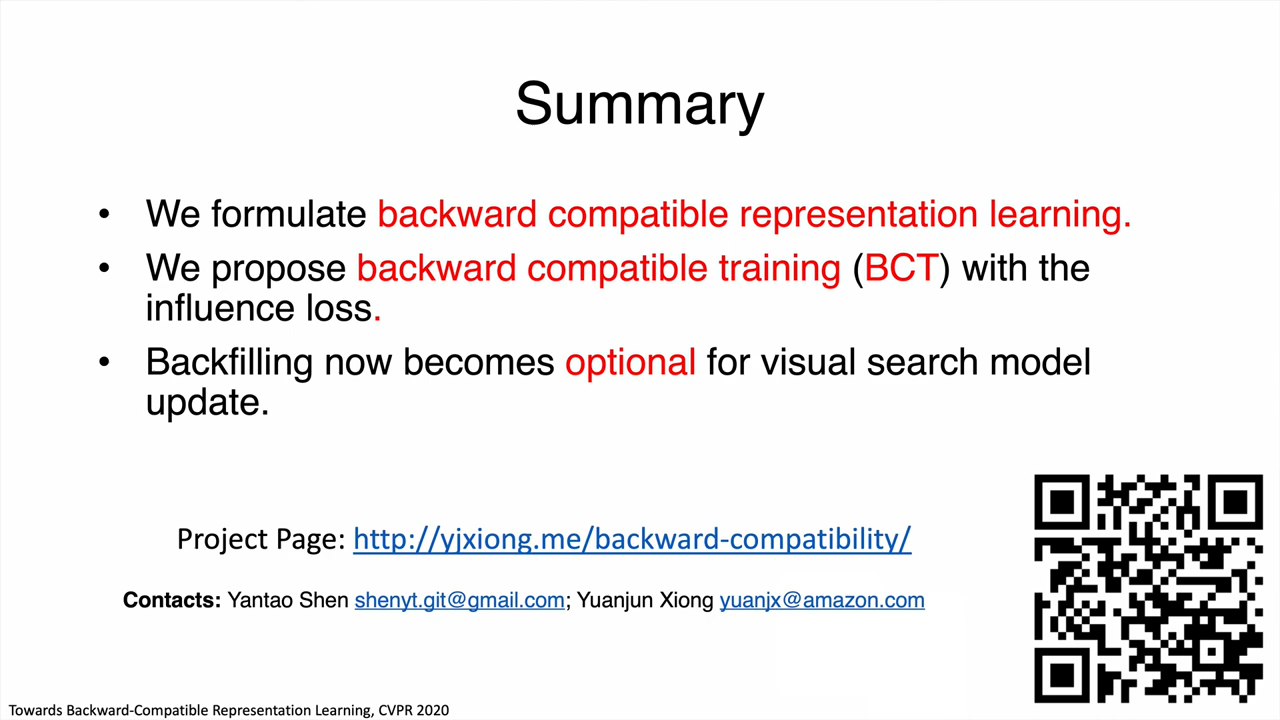 Summary
• We formulate backward compatible representation learning.
• We propose backward compatible training (BCT) with the
influence loss.
• Backfilling now becomes optional for visual search model
update.
Project Page: http://yjxiong.me/backward-compatibility/
Contacts: Yantao Shen shenyt.git@gmail.com; Yuanjun Xiong yuanjx@amazon.com
Towards Backward-Compatible Representation Learning, CVPR 2020